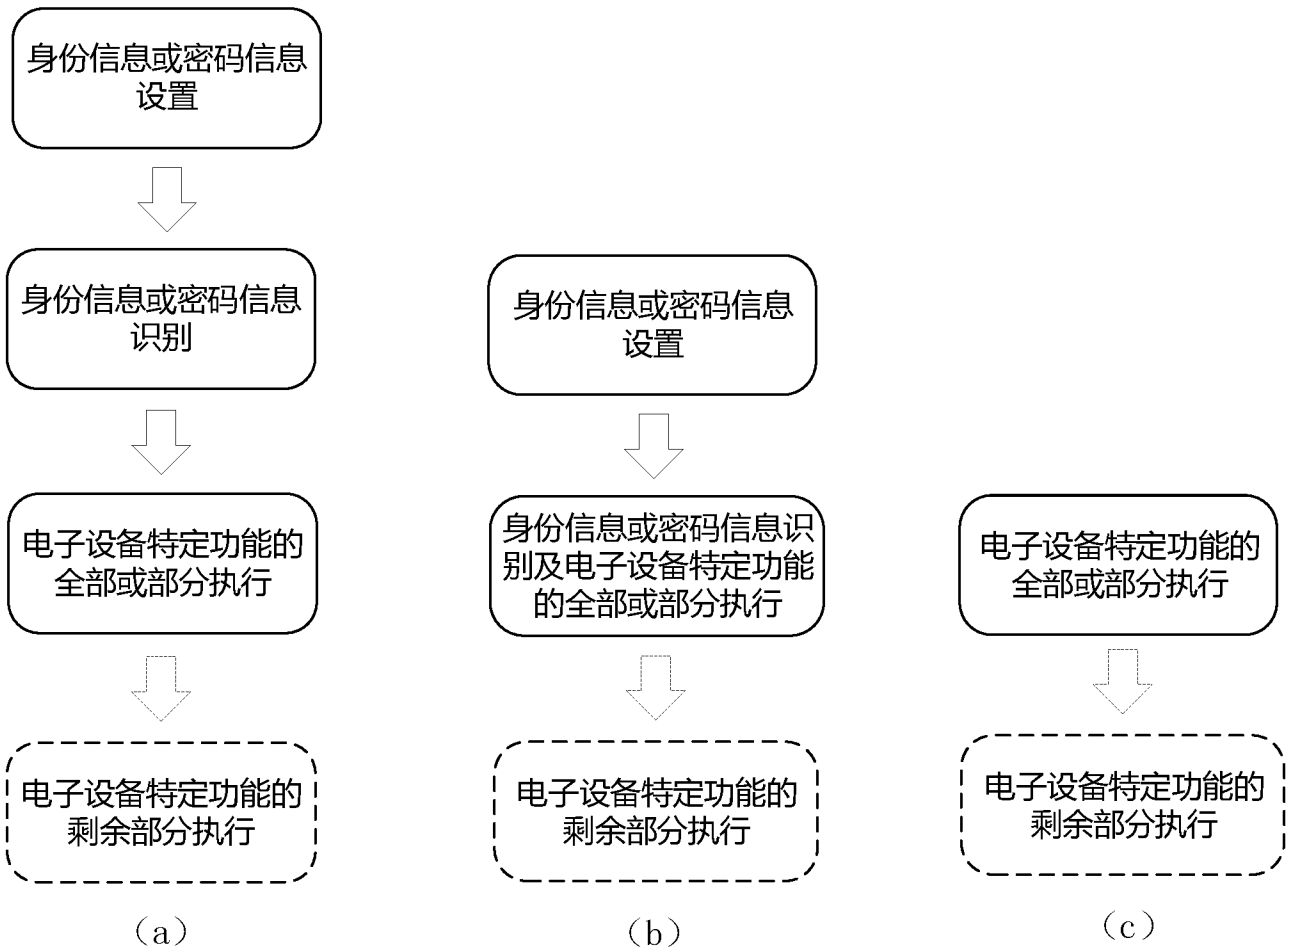 身份信息或密码信息
设置
身份信息或密码信息
识别
电子设备特定功能的
全部或部分执行
电子设备特定功能的
剩余部分执行
（a）
身份信息或密码信息
设置
身份信息或密码信息识
别及电子设备特定功能
的全部或部分执行
电子设备特定功能的
剩余部分执行
（b）
电子设备特定功能的
全部或部分执行
电子设备特定功能的
剩余部分执行
（c）